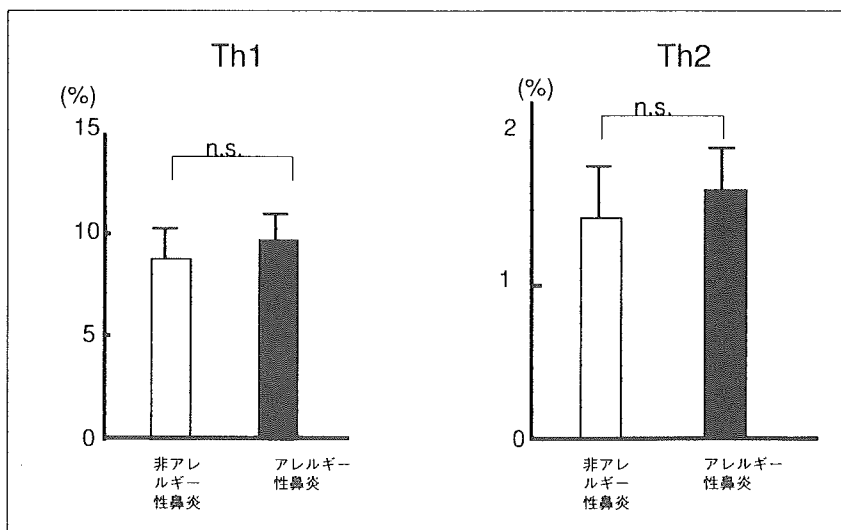 Th1
(%)
15
n.s.
10
5
0
非アレ
ルギー
性鼻炎
アレルギー
性鼻炎
Th2
(%)
n.s.
2
1
0
非アレ
ルギー
性鼻炎
アレルギー
性鼻炎